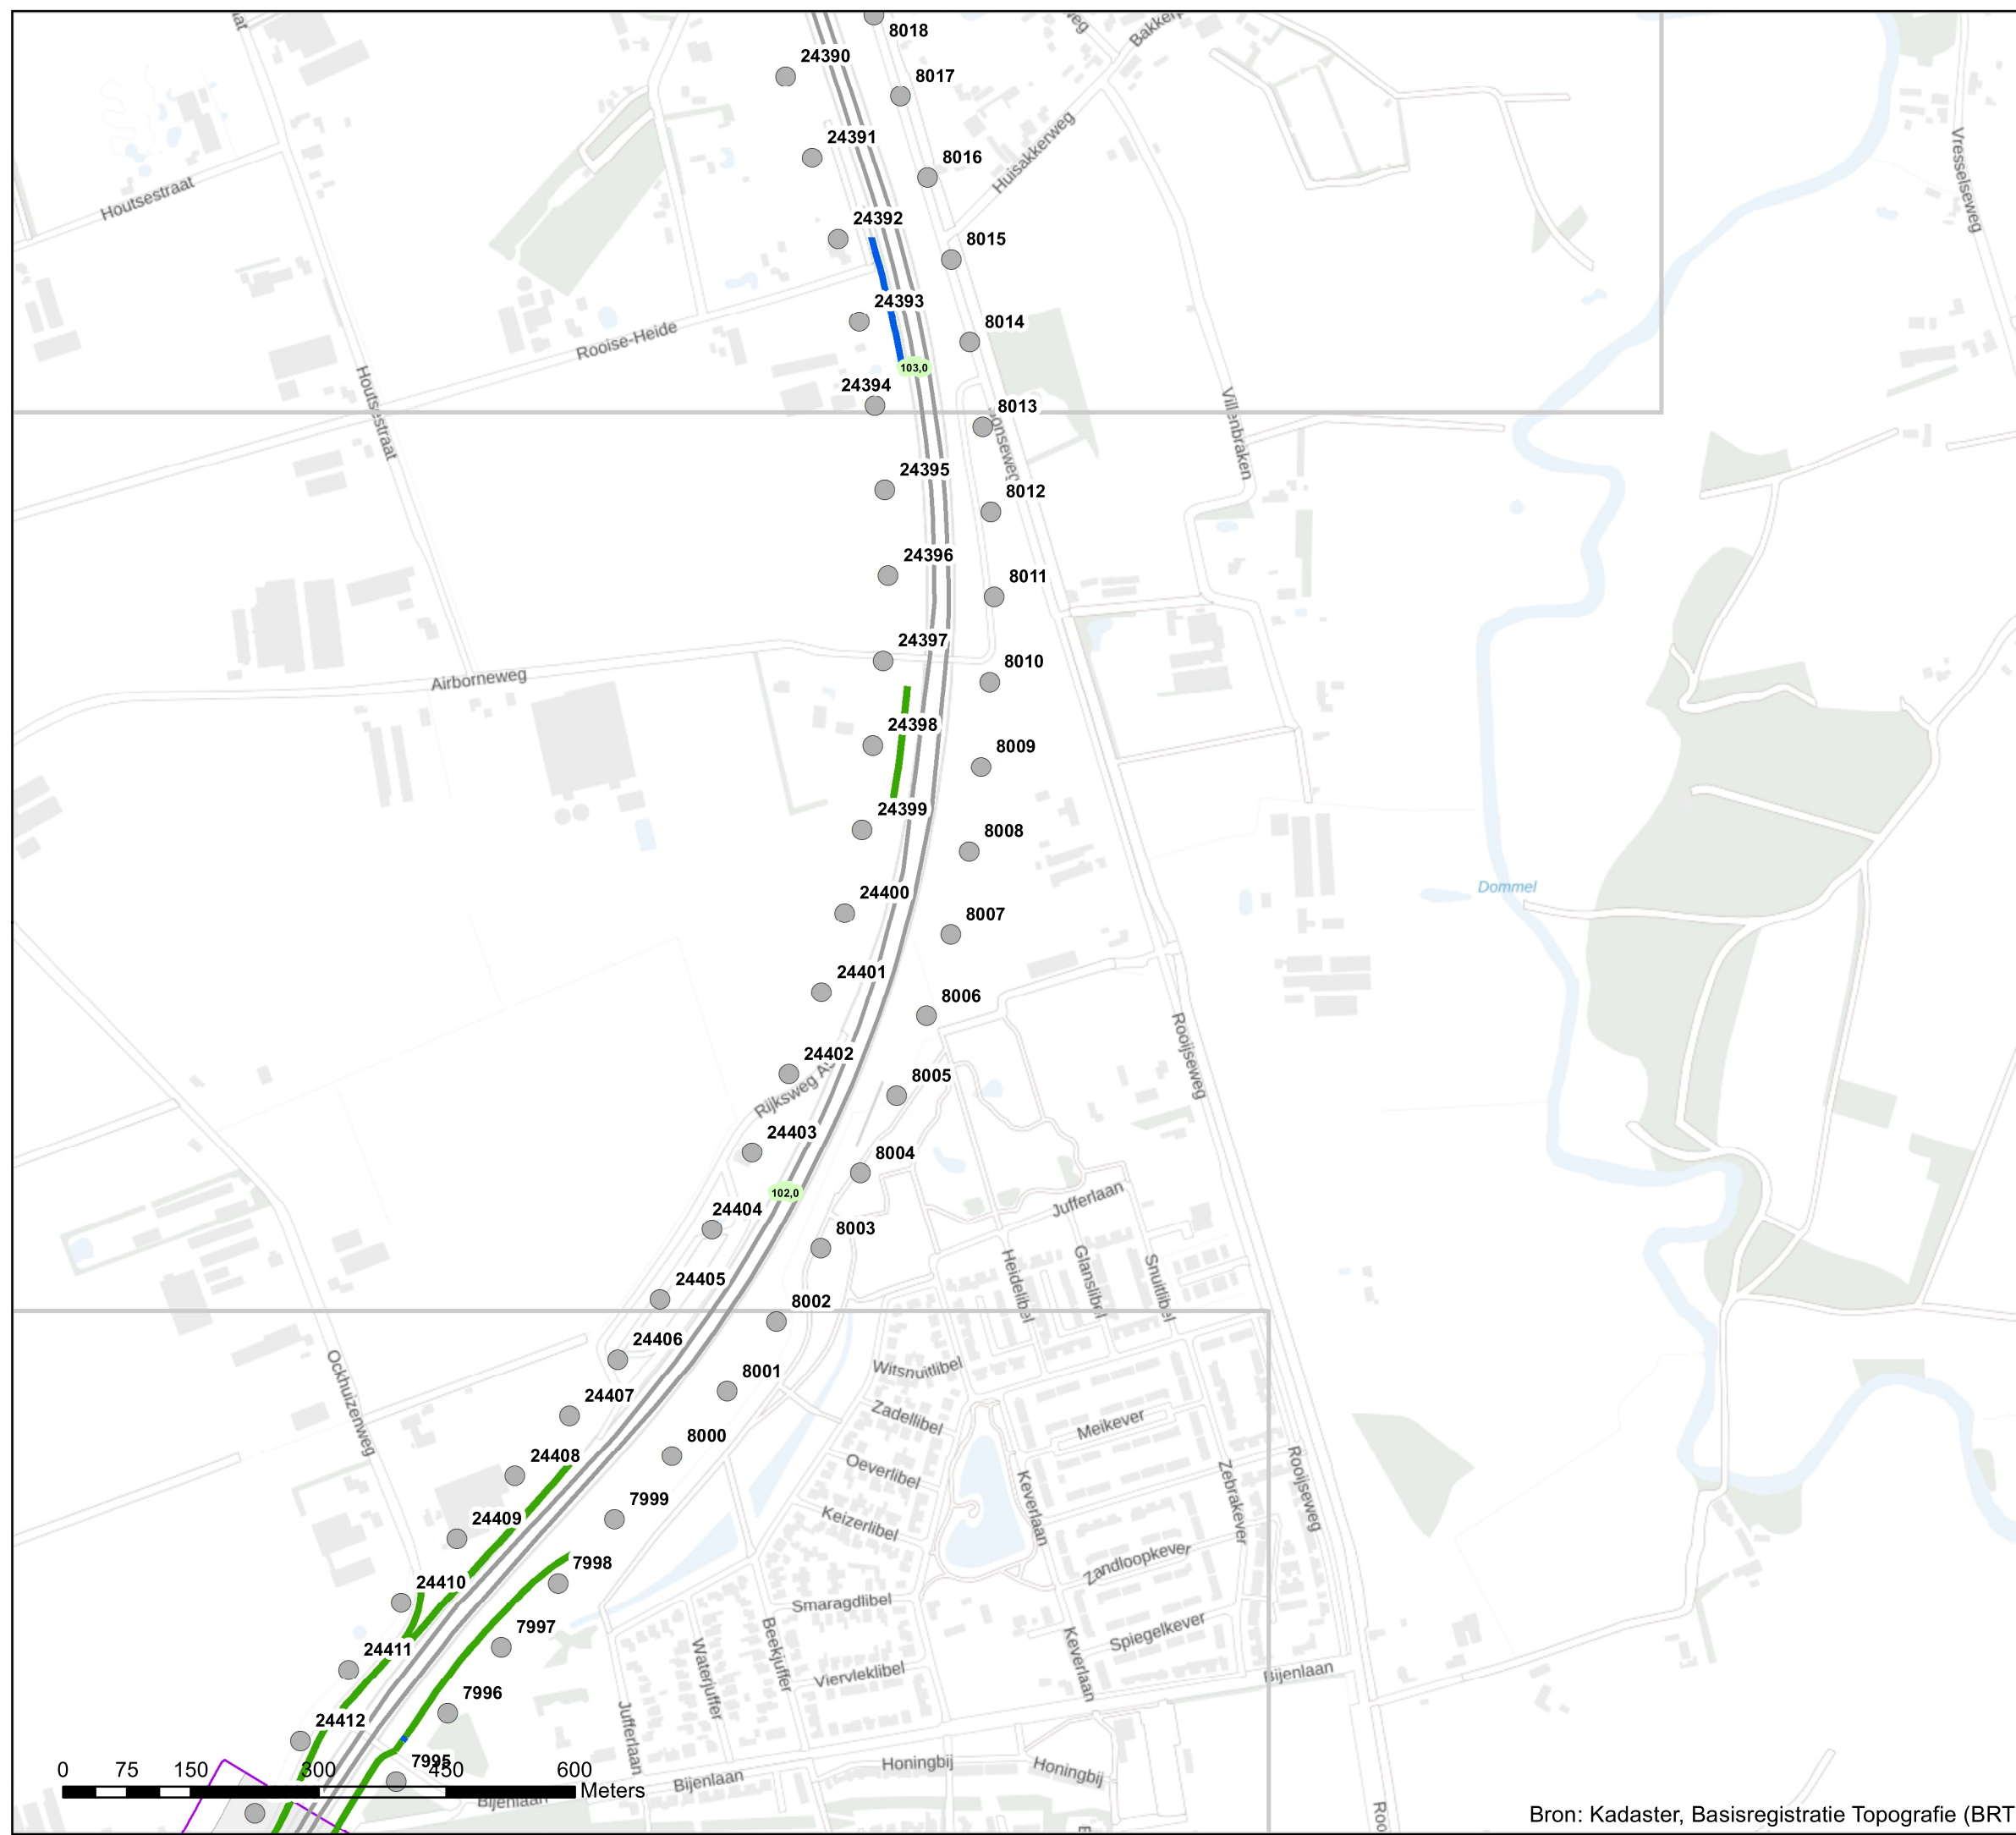 8018
24390
8017
24391
8016
Huisakkerweg
Vresselseweg
Houtsestraat
24392
8015
24393
8014
Rooise-Heide
103,0
24394
8013
Houtsestraat
Villenbraken
24395
8012
24396
8011
24397
8010
Airborneweg
24398
8009
24399
8008
24400
Dommel
8007
24401
8006
24402
Rooijseweg
8005
Rijksweg
24403
8004
102,0
Jufferlaan
24404
8003
24405
Heidelibel
Glanslibel
Snuitlibel
8002
24406
Witsnuitlibel
8001
24407
Ockhuizenweg
Zadellibel
Meikever
8000
24408
Oeverlibel
Keverlaan
Zebrakever
Rooijseweg
7999
24409
Keizerlibel
7998
Zandloopkever
24410
Smaragdlibel
7997
24411
Waterjuffer
Beekjuffer
Keverlaan
Spiegelkever
Viervleklibel
Bijenlaan
7996
24412
Jufferlaan
7995
Honingbij
Honingbij
Bijenlaan
0 75 150 300 450 600
Meters
Bijenlaan
Roo
Bron: Kadaster, Basisregistratie Topografie (BRT